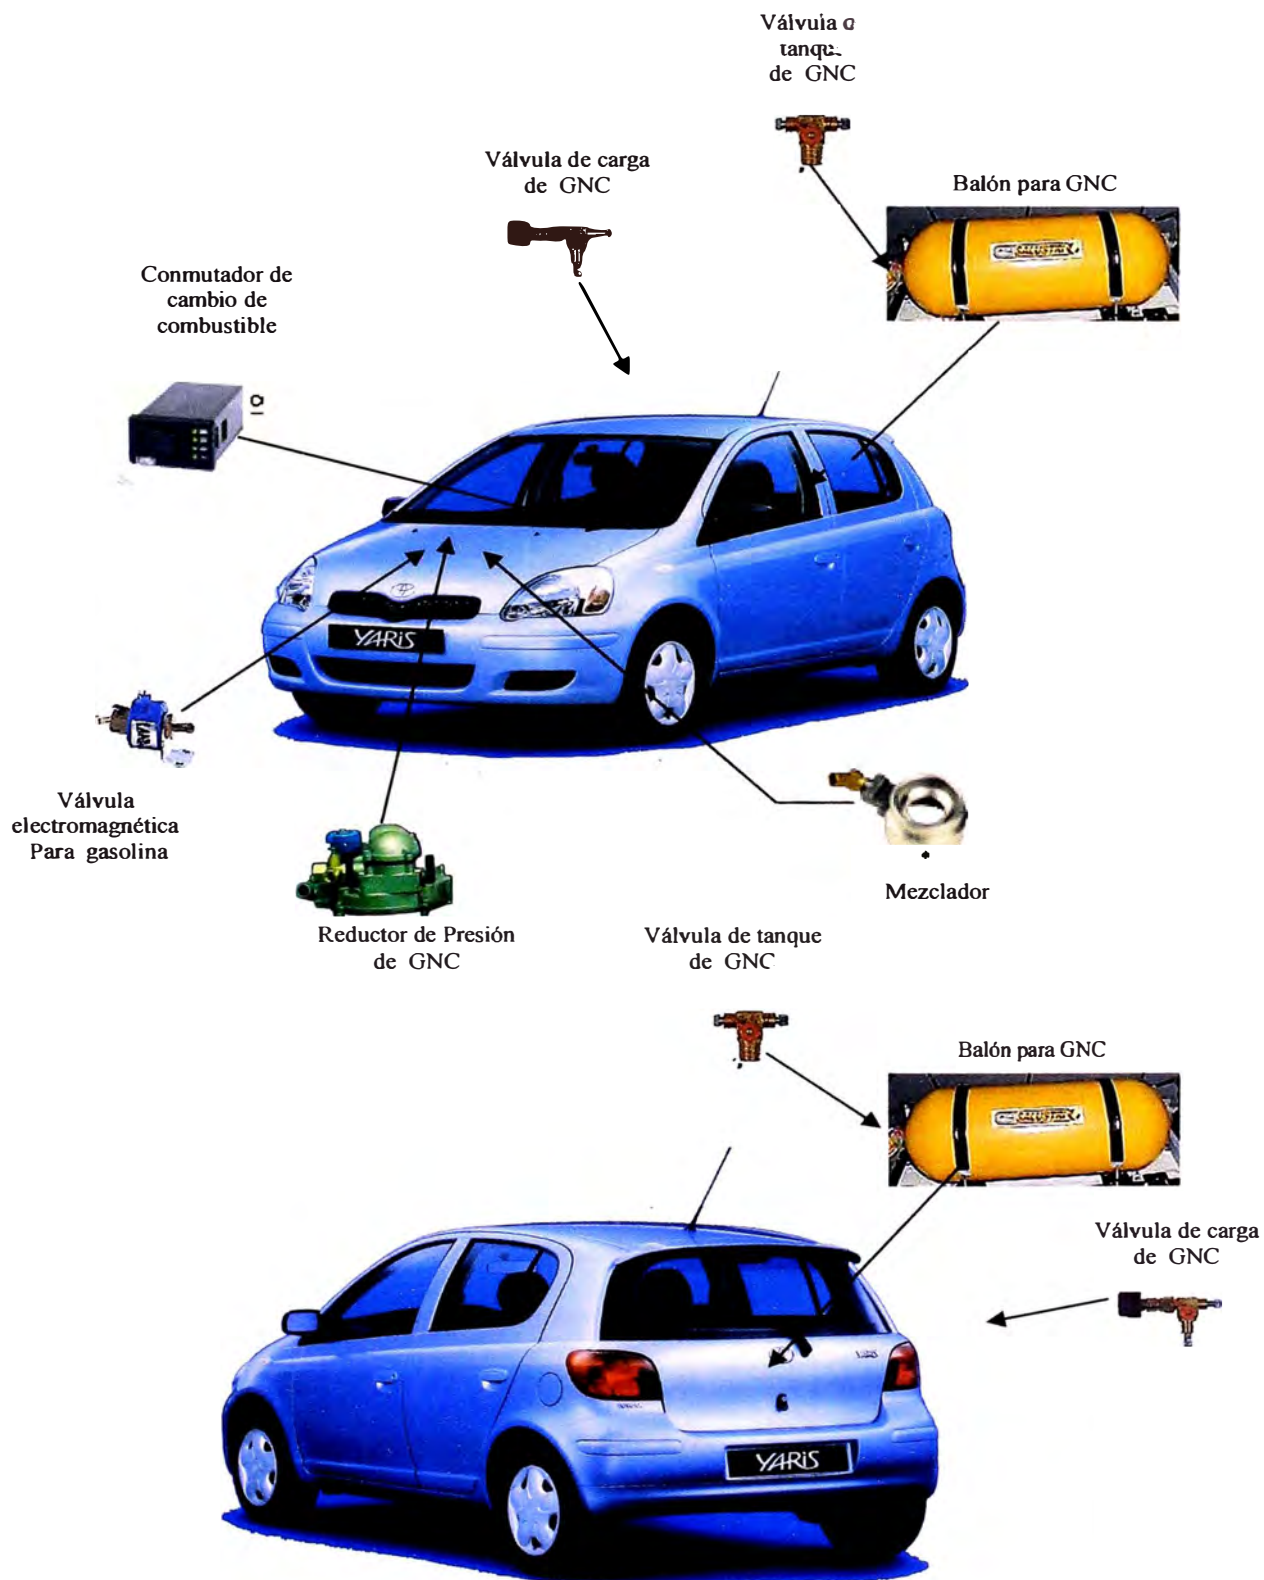 Válvula
tanque
de GNC
Válvula de carga
de GNC
Balón para GNC
Conmutador de
cambio de
combustible
YARiS
Válvula
electromagnética
Para gasolina
Mezclador
Reductor de Presión
de GNC
Válvula de tanque
de GNC
Balón para GNC
Válvula de carga
de GNC
YARiS